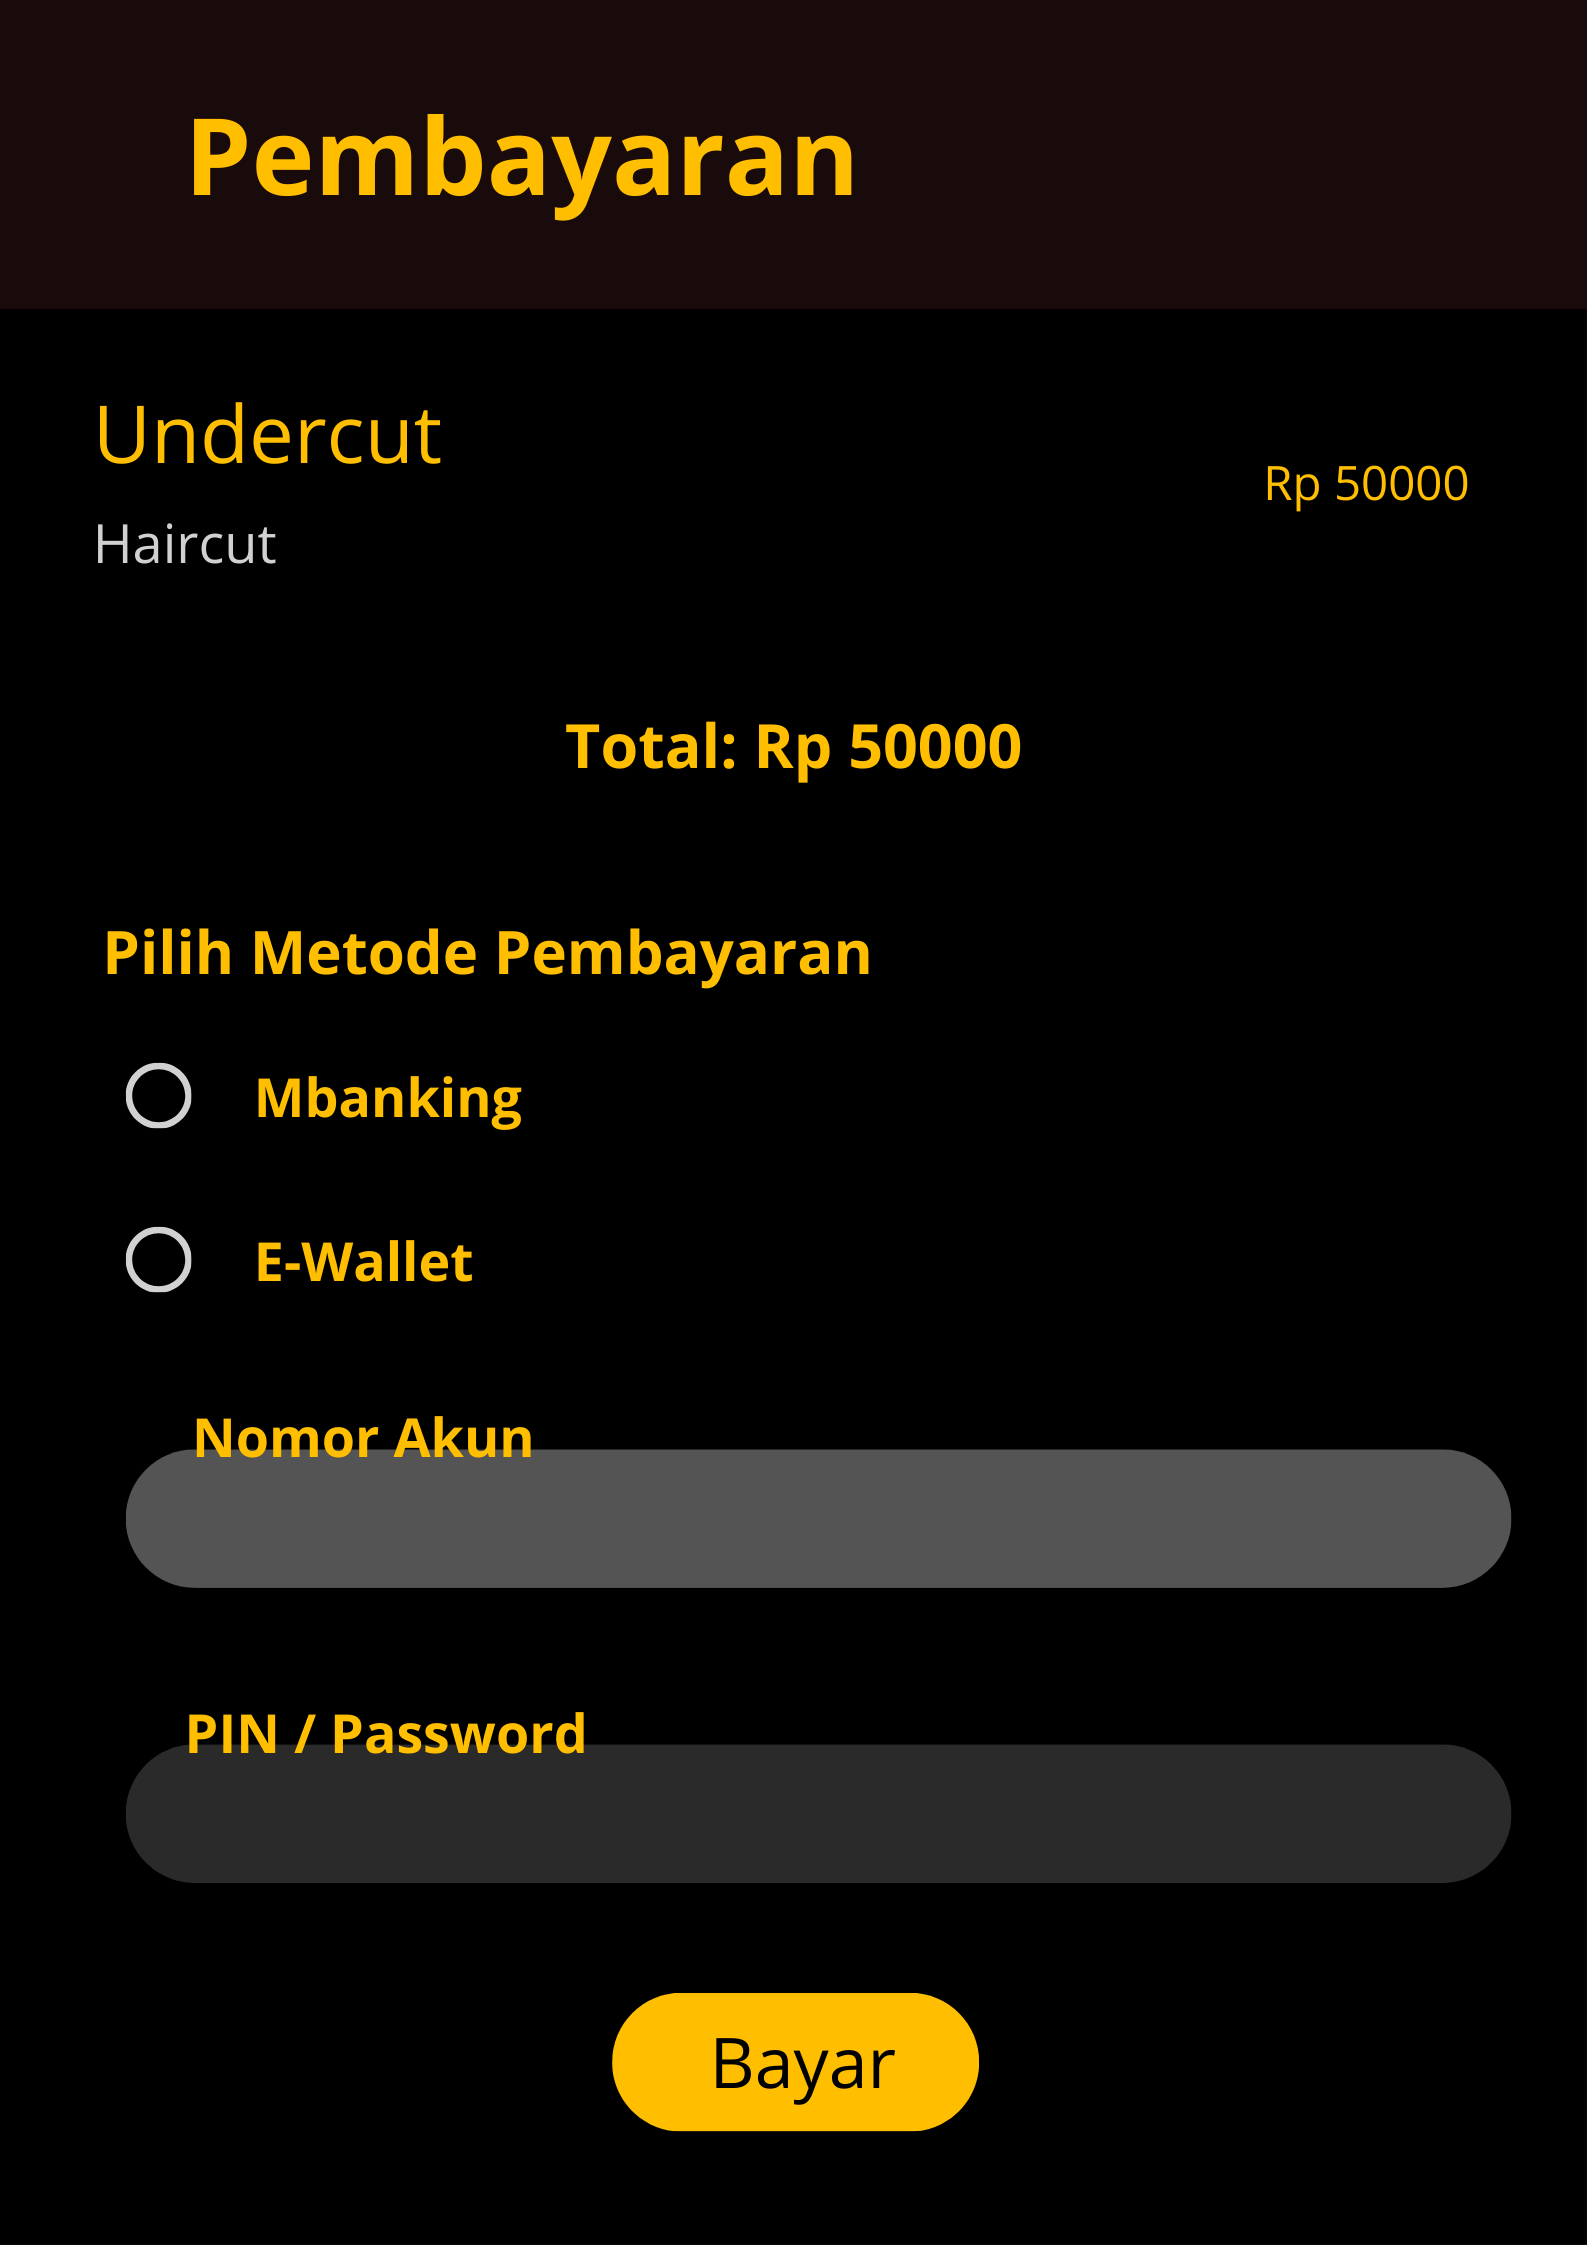 Pembayaran
Undercut
Rp 50000
Haircut
Total: Rp 50000
Pilih Metode Pembayaran
Mbanking
E-Wallet
Nomor Akun
PIN / Password
Bayar